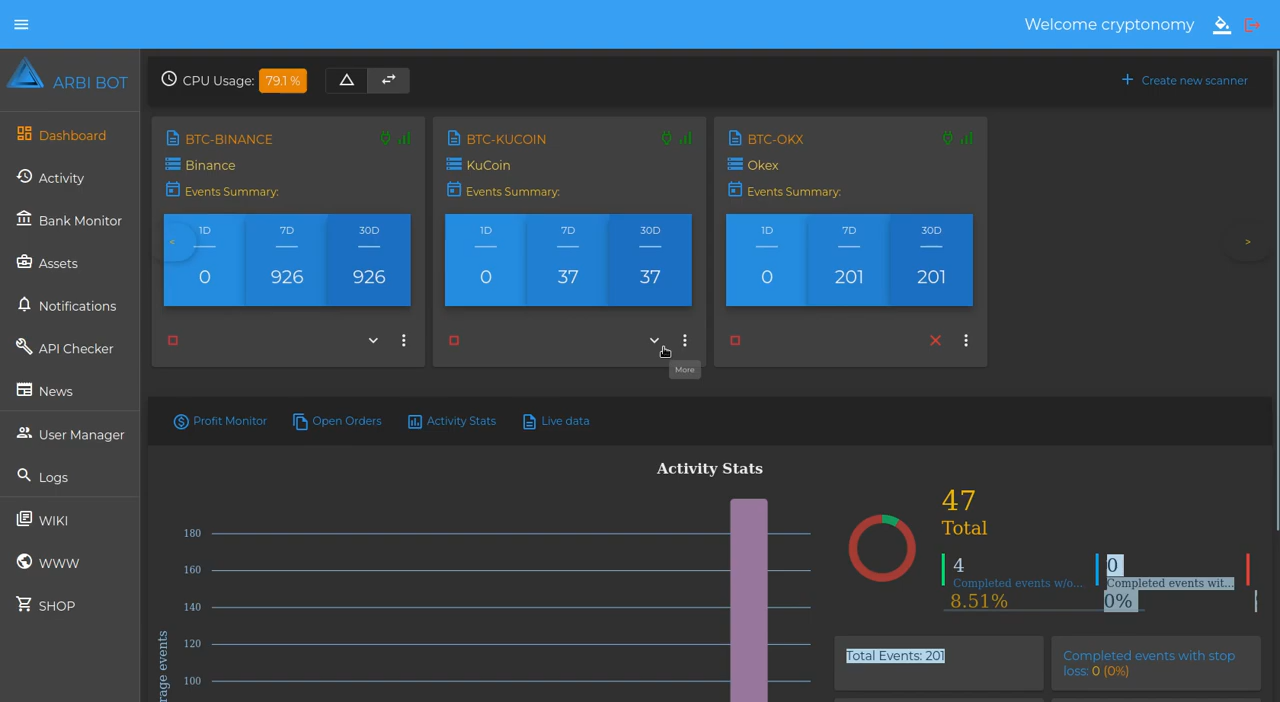 Welcome cryptonomy
ARBI BOT
CPU Usage: 79.1 %
Create new scanner
Dashboard
Activity
Bank Monitor
Assets
Notifications
API Checker
News
User Manager
Logs
WIKI
WWW
SHOP
BTC-BINANCE
Binance
Events Summary:
1D 7D 30D
0 926 926
BTC-KUCOIN
KuCoin
Events Summary:
1D 7D 30D
0 37 37
More
BTC-OKX
Okex
Events Summary:
1D 7D 30D
0 201 201
<
>
Profit Monitor Open Orders Activity Stats Live data
Activity Stats
180
160
140
120
100
rage events
47
Total
4
Completed events w/o...
8.51%
0
Completed events wit...
0%
Total Events: 201
Completed events with stop
loss: 0 (0%)